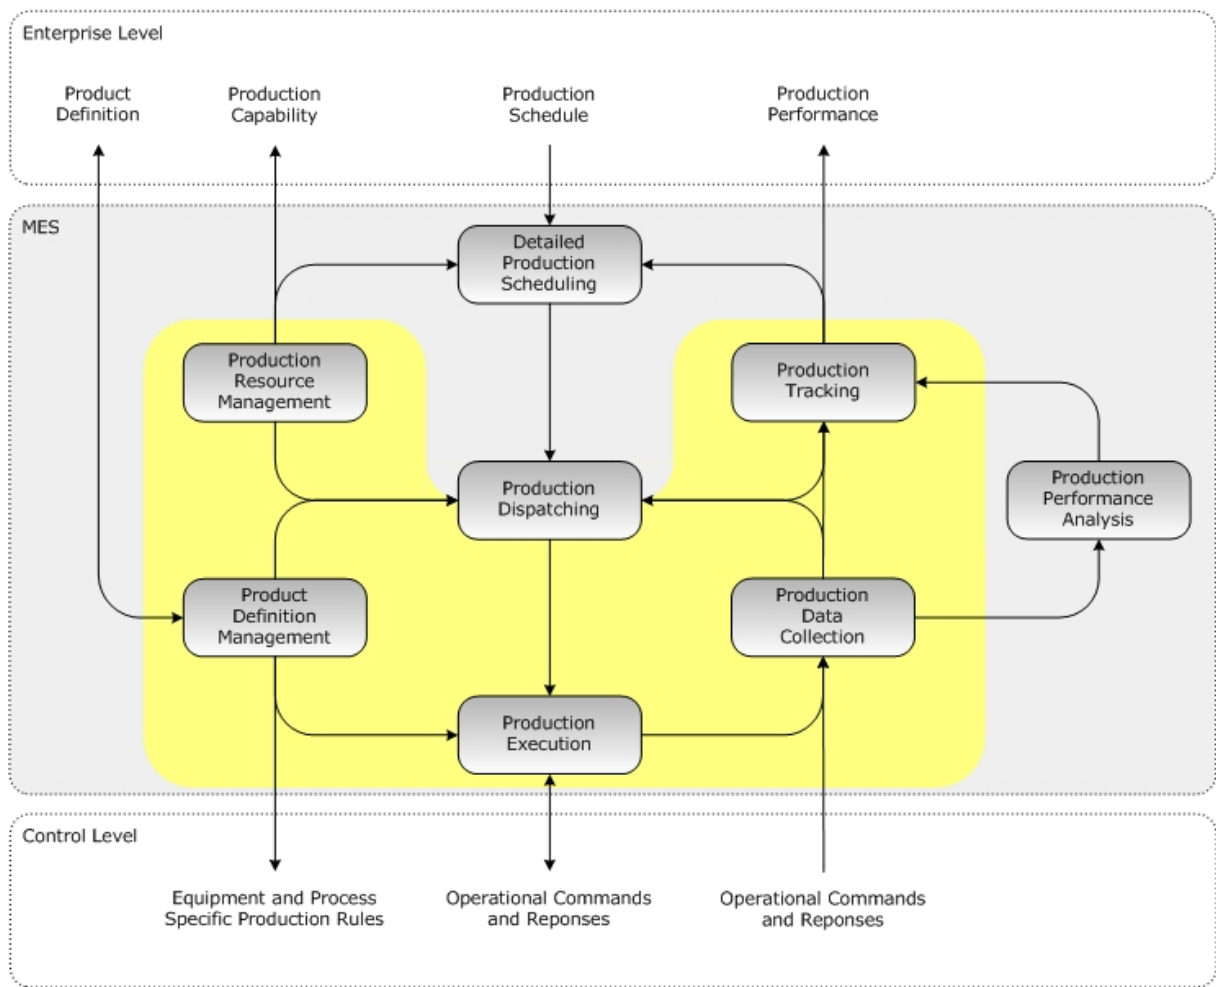 Enterprise Level
Product
Definition
Production
Capability
Production
Schedule
Production
Performance
MES
Detailed
Production
Scheduling
Production
Resource
Management
Production
Tracking
Production
Dispatching
Production
Performance
Analysis
Product
Definition
Management
Production
Data
Collection
Production
Execution
Control Level
Equipment and Process
Specific Production Rules
Operational Commands
and Reponses
Operational Commands
and Reponses